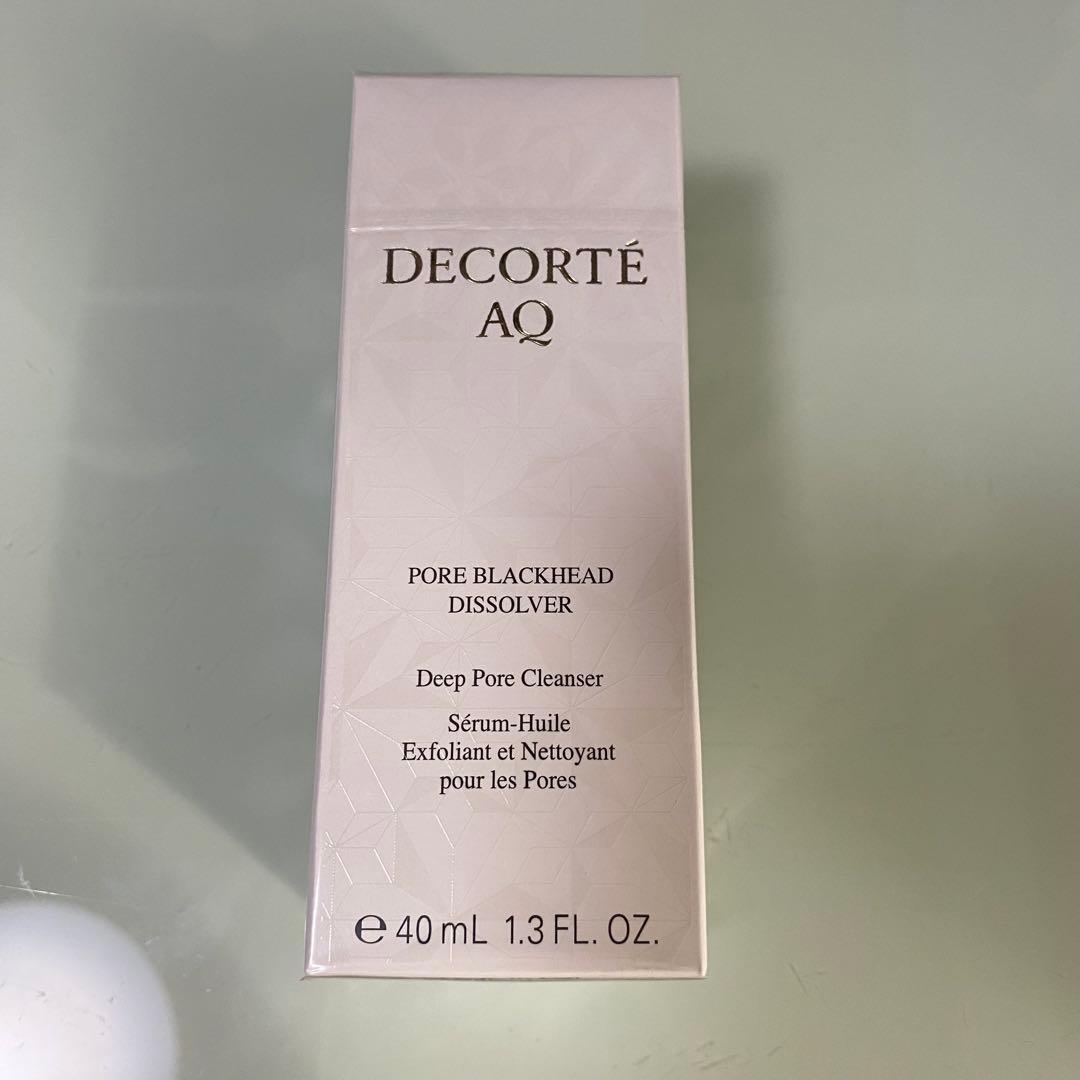 DECORTÉ
AQ
PORE BLACKHEAD
DISSOLVER
Deep Pore Cleanser
Sérum-Huile
Exfoliant et Nettoyant
pour les Pores
℮ 40 mL 1.3 FL. OZ.